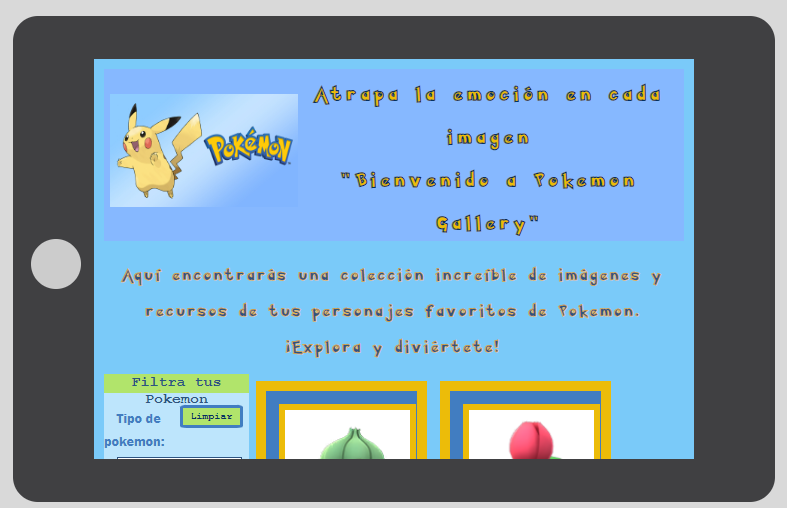 Atrapa la emoción en cada
imagen
"Bienvenido a Pokemon
Gallery"
POKéMON
Aquí encontrarás una colección increíble de imágenes y
recursos de tus personajes favoritos de Pokemon.
¡Explora y diviértete!
Filtra tus
Pokemon
Tipo de
pokemon:
Limpiar